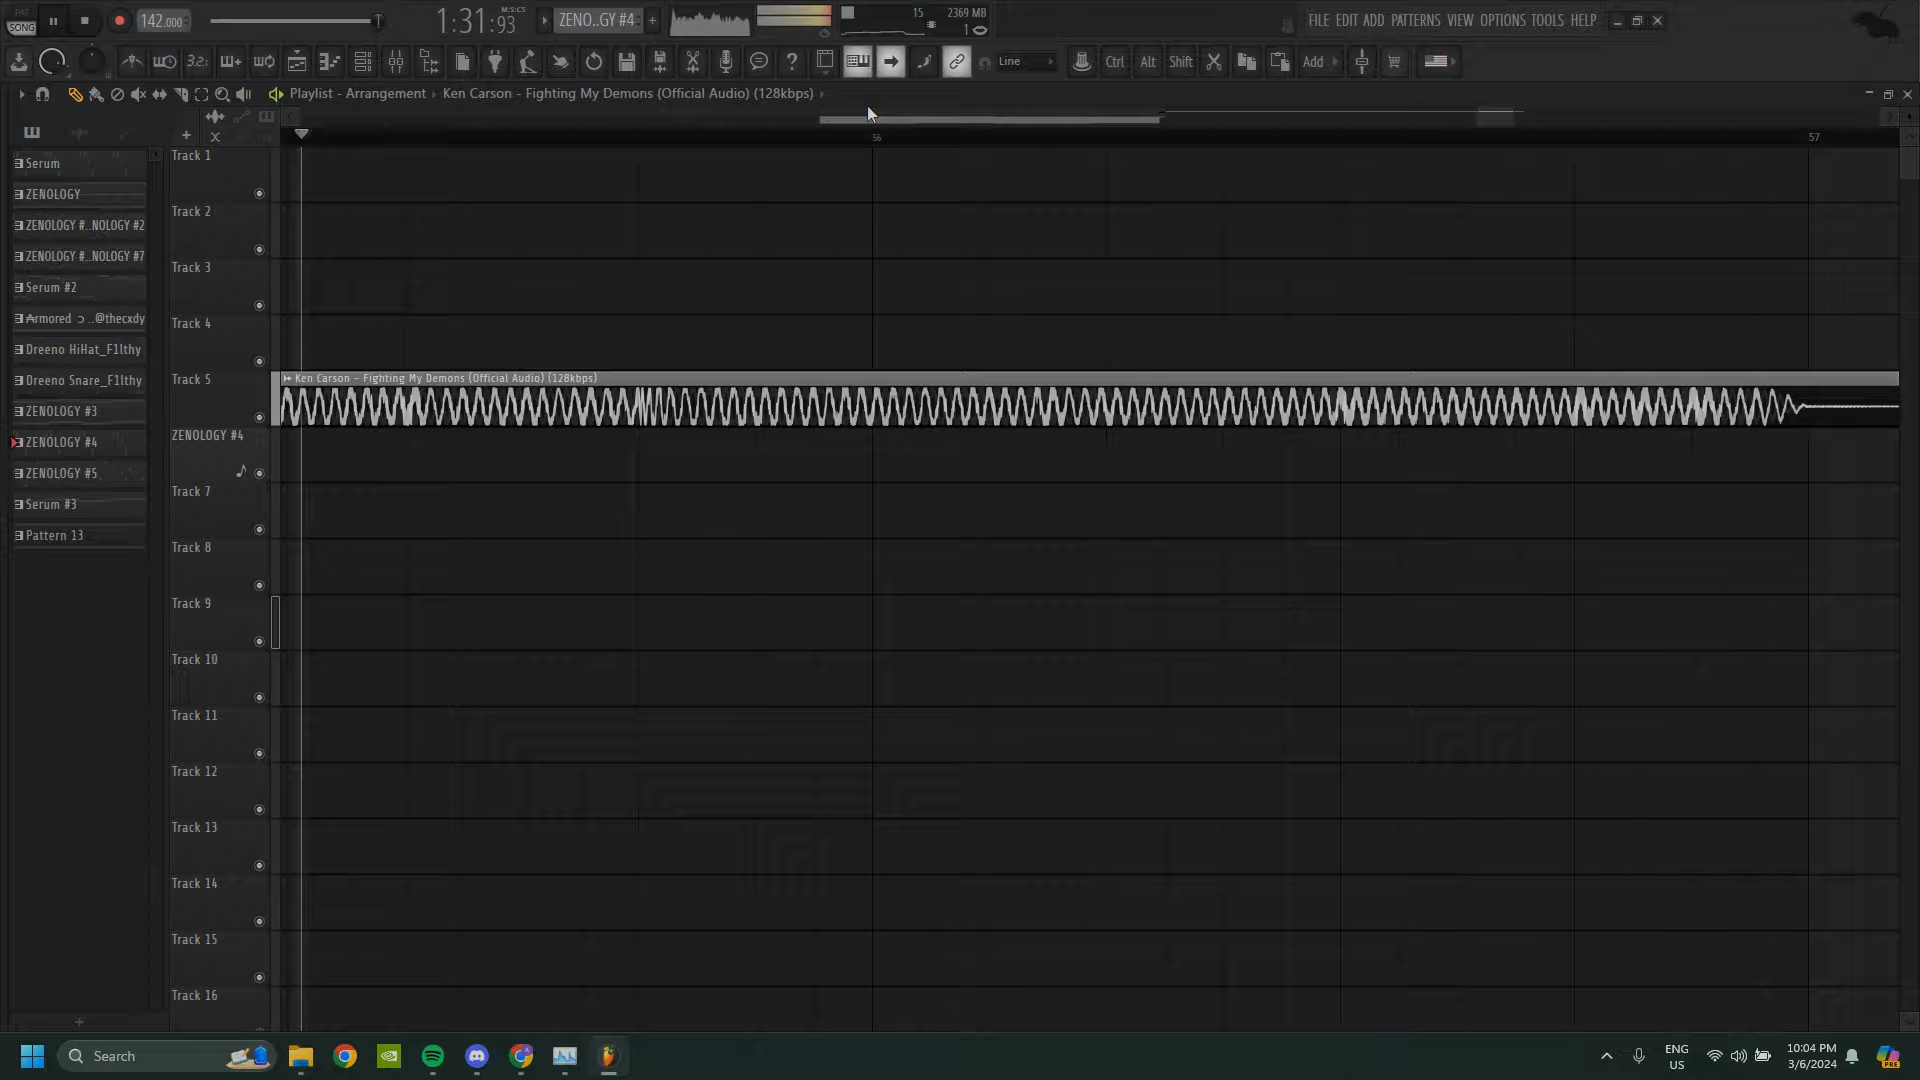 PAT
SONG
142.000
1:31:93
M:S:CS
ZENO..GY #4
+
15
2369 MB
1
FILE EDIT ADD PATTERNS VIEW OPTIONS TOOLS HELP
3.2.
Line
Ctrl
Alt
Shift
Add
Playlist - Arrangement
Ken Carson - Fighting My Demons (Official Audio) (128kbps)
56
57
Serum
ZENOLOGY
ZENOLOGY #..NOLOGY #2
ZENOLOGY #..NOLOGY #7
Serum #2
Armored ɔ ..@thecxdy
Dreeno HiHat_F1lthy
Dreeno Snare_F1lthy
ZENOLOGY #3
ZENOLOGY #4
ZENOLOGY #5
Serum #3
Pattern 13
Track 1
Track 2
Track 3
Track 4
Track 5
Ken Carson - Fighting My Demons (Official Audio) (128kbps)
ZENOLOGY #4
Track 7
Track 8
Track 9
Track 10
Track 11
Track 12
Track 13
Track 14
Track 15
Track 16
Search
ENG
US
10:04 PM
3/6/2024
PRE